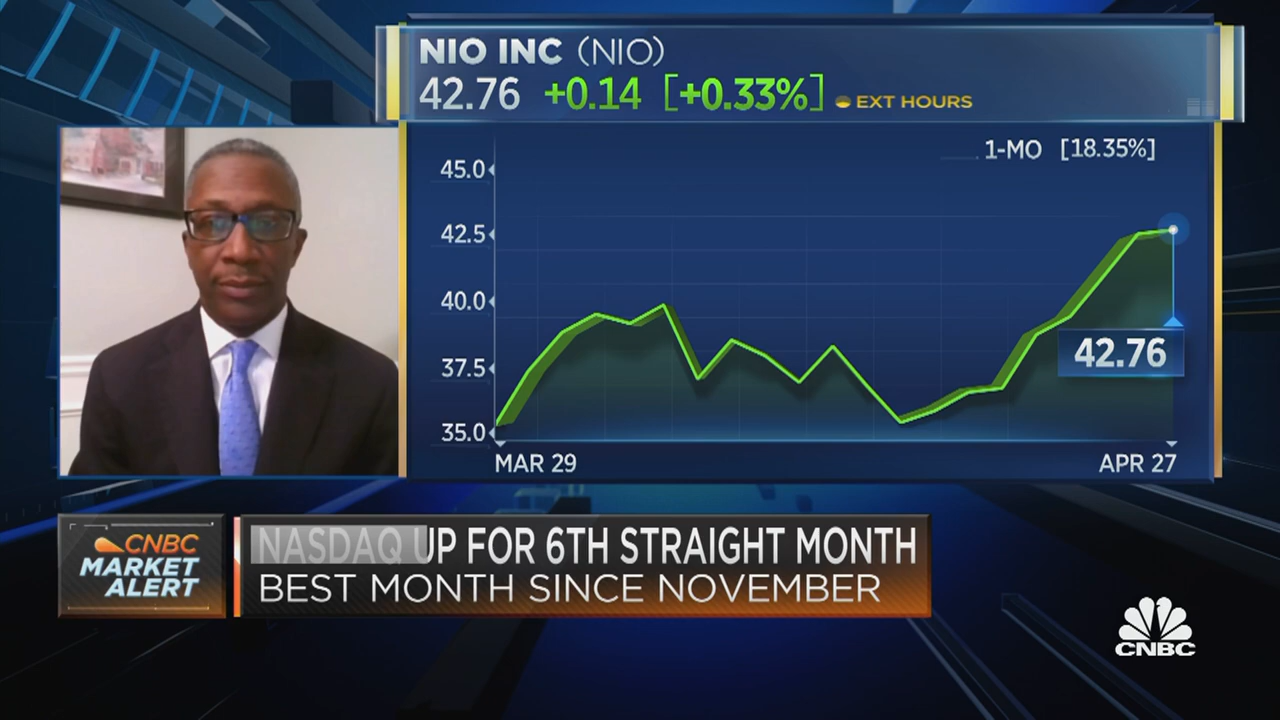 NIO INC (NIO)
42.76 +0.14 [+0.33%] EXT HOURS
1-MO [18.35%]
45.0
42.5
40.0
37.5
35.0
42.76
MAR 29
APR 27
CNBC
MARKET
ALERT
NASDAQ UP FOR 6TH STRAIGHT MONTH
BEST MONTH SINCE NOVEMBER
CNBC